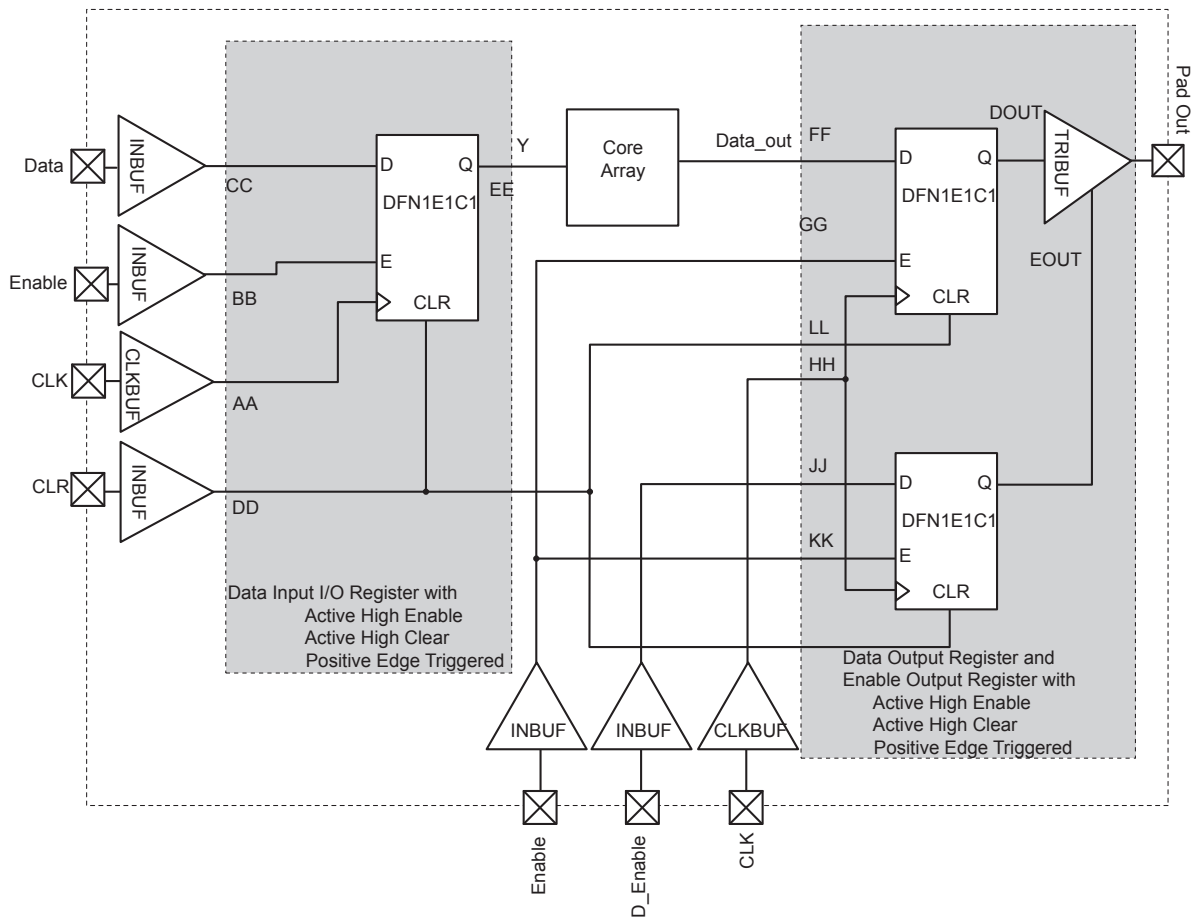 Data
INBUF
CC
D
Q
DFN1E1C1
E
CLR
Y
EE
Core
Array
Data_out
FF
D
Q
DFN1E1C1
E
CLR
DOUT
TRIBUF
Pad Out
GG
EOUT
Enable
INBUF
BB
CLK
CLKBUF
AA
LL
HH
CLR
INBUF
DD
JJ
D
Q
DFN1E1C1
KK
E
CLR
Data Input I/O Register with
Active High Enable
Active High Clear
Positive Edge Triggered
Data Output Register and
Enable Output Register with
Active High Enable
Active High Clear
Positive Edge Triggered
INBUF
INBUF
CLKBUF
Enable
D_Enable
CLK